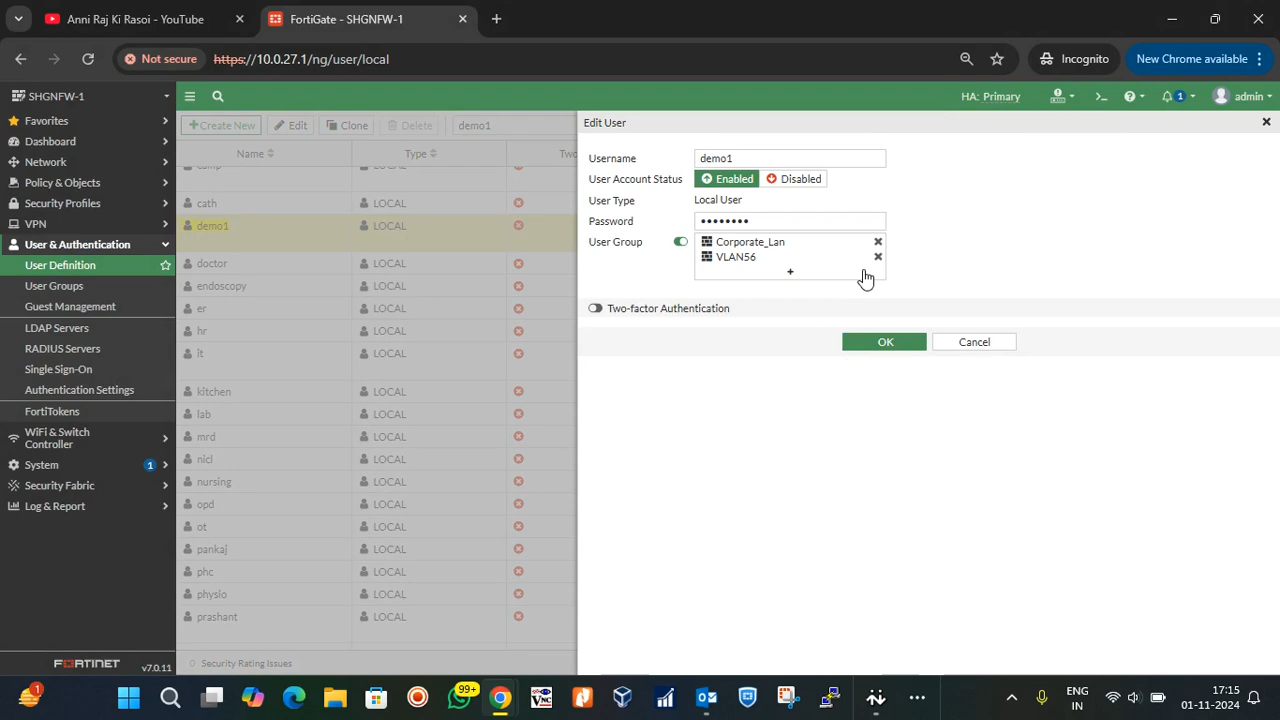 Anni Raj Ki Rasoi - YouTube
FortiGate - SHGNFW-1
Not secure https://10.0.27.1/ng/user/local
Incognito
New Chrome available
SHGNFW-1
HA: Primary
1
admin
Favorites
Dashboard
Network
Policy & Objects
Security Profiles
VPN
User & Authentication
User Definition
User Groups
Guest Management
LDAP Servers
RADIUS Servers
Single Sign-On
Authentication Settings
FortiTokens
WiFi & Switch
Controller
System 1
Security Fabric
Log & Report
FORTINET v7.0.11
+Create New Edit Clone Delete demo1
Name Type Two
cath LOCAL
demo1 LOCAL
doctor LOCAL
endoscopy LOCAL
er LOCAL
hr LOCAL
it LOCAL
kitchen LOCAL
lab LOCAL
mrd LOCAL
nicl LOCAL
nursing LOCAL
opd LOCAL
ot LOCAL
pankaj LOCAL
phc LOCAL
physio LOCAL
prashant LOCAL
0 Security Rating Issues
Edit User
Username demo1
User Account Status Enabled Disabled
User Type Local User
Password ••••••••
User Group Corporate_Lan
VLAN56
+
Two-factor Authentication
OK Cancel
1
99+
ENG
IN
17:15
01-11-2024